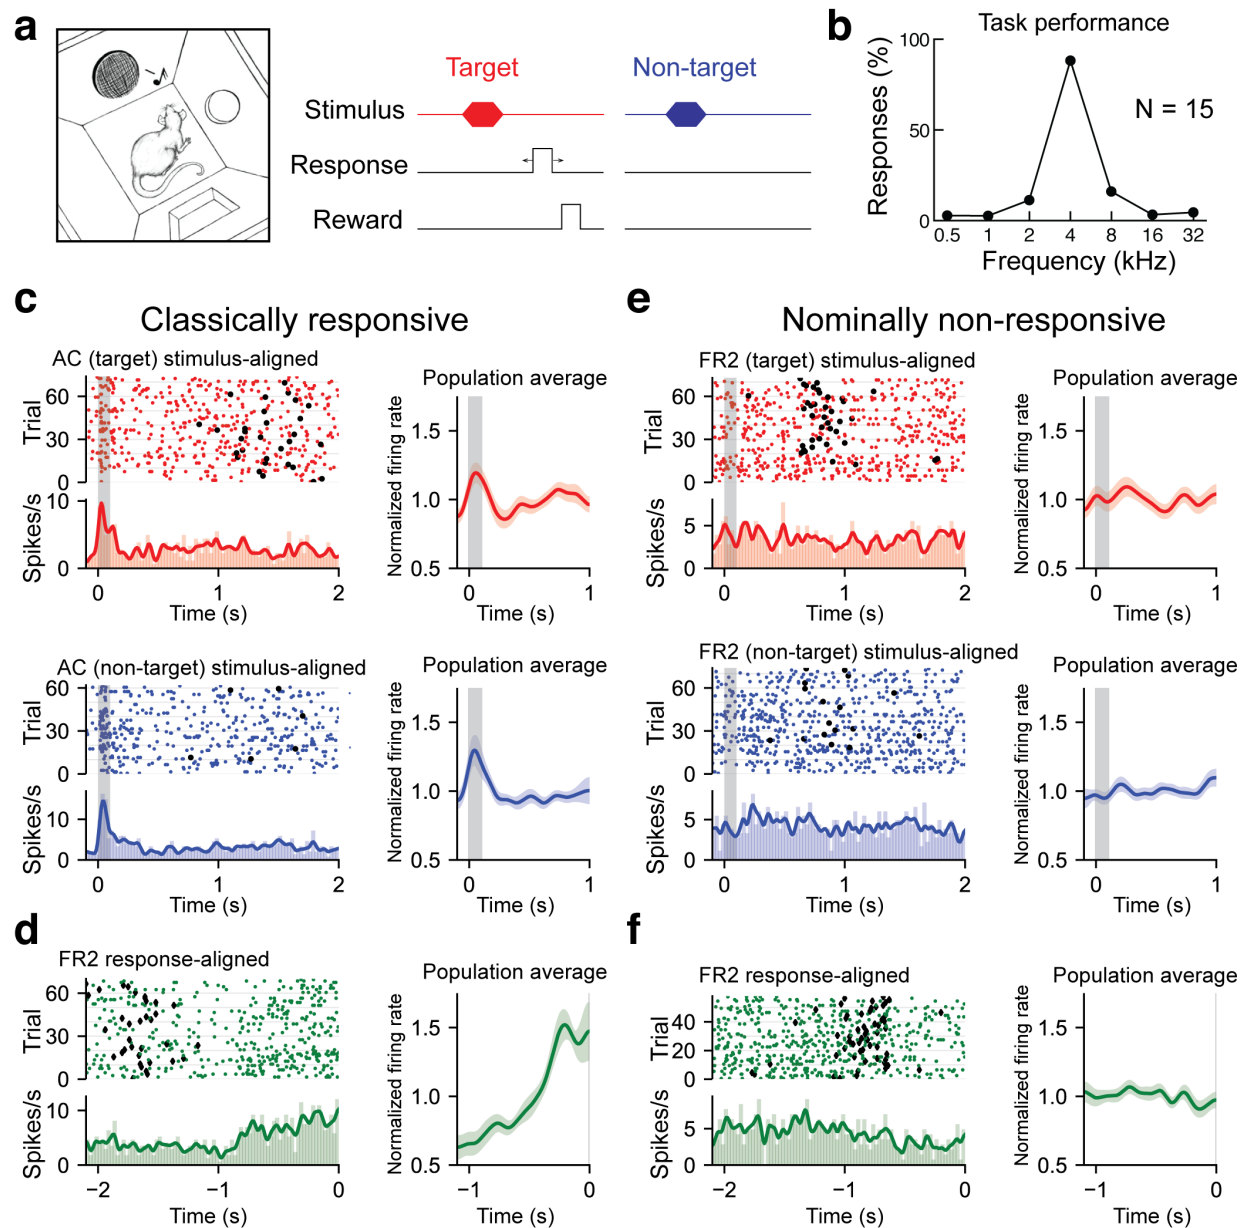 a
Target
Non-target
Stimulus
Response
Reward
b
Task performance
Responses (%)
100
50
0
N = 15
0.5 1 2 4 8 16 32
Frequency (kHz)
c
Classically responsive
AC (target) stimulus-aligned
Trial
60
30
0
Spikes/s
10
0
0 1 2
Time (s)
Population average
Normalized firing rate
1.5
1.0
0.5
0 1
Time (s)
AC (non-target) stimulus-aligned
Trial
60
30
0
Spikes/s
10
0
0 1 2
Time (s)
Population average
Normalized firing rate
1.5
1.0
0.5
0 1
Time (s)
d
FR2 response-aligned
Trial
60
30
0
Spikes/s
10
0
−2 −1 0
Time (s)
Population average
Normalized firing rate
1.5
1.0
0.5
−1 0
Time (s)
e
Nominally non-responsive
FR2 (target) stimulus-aligned
Trial
60
30
0
Spikes/s
5
0
0 1 2
Time (s)
Population average
Normalized firing rate
1.5
1.0
0.5
0 1
Time (s)
FR2 (non-target) stimulus-aligned
Trial
60
30
0
Spikes/s
5
0
0 1 2
Time (s)
Population average
Normalized firing rate
1.5
1.0
0.5
0 1
Time (s)
f
FR2 response-aligned
Trial
40
20
0
Spikes/s
5
0
−2 −1 0
Time (s)
Population average
Normalized firing rate
1.5
1.0
0.5
−1 0
Time (s)